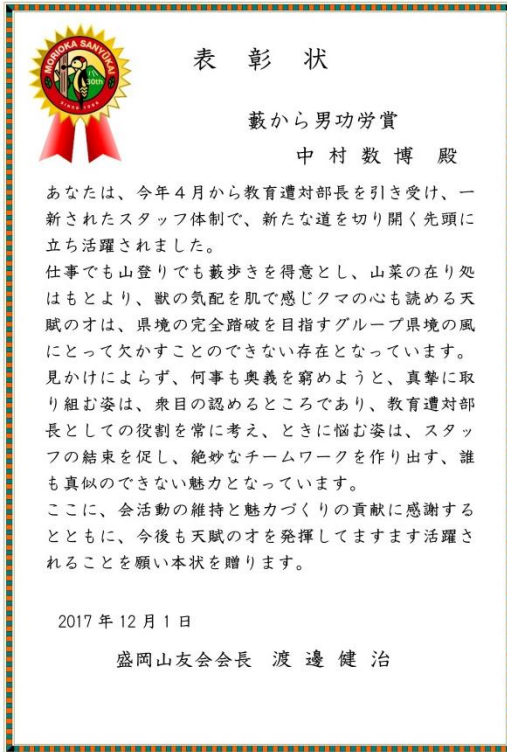 MORIOKA SANYŪKAI
30th
SINCE 1988
表彰状
藪から男功労賞
中村数博 殿
あなたは、今年4月から教育遭対部長を引き受け、一
新されたスタッフ体制で、新たな道を切り開く先頭に
立ち活躍されました。
仕事でも山登りでも藪歩きを得意とし、山菜の在り処
はもとより、獣の気配を肌で感じクマの心も読める天
賦の才は、県境の完全踏破を目指すグループ県境の風
にとって欠かすことのできない存在となっています。
見かけによらず、何事も奥義を窮めようと、真摯に取
り組む姿は、衆目の認めるところであり、教育遭対部
長としての役割を常に考え、ときに悩む姿は、スタッ
フの結束を促し、絶妙なチームワークを作り出す、誰
も真似のできない魅力となっています。
ここに、会活動の維持と魅力づくりの貢献に感謝する
とともに、今後も天賦の才を発揮してますます活躍さ
れることを願い本状を贈ります。
2017年12月1日
盛岡山友会会長 渡邊健治